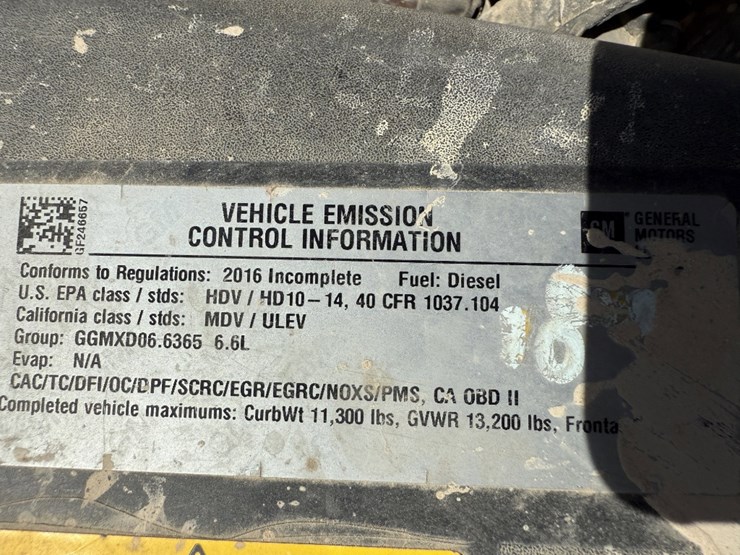 GF246657
VEHICLE EMISSION
CONTROL INFORMATION
GM GENERAL
MOTORS
Conforms to Regulations: 2016 Incomplete Fuel: Diesel
U.S. EPA class / stds: HDV / HD10-14, 40 CFR 1037.104
California class / stds: MDV / ULEV
Group: GGMXD06.6365 6.6L
Evap: N/A
CAC/TC/DFI/OC/DPF/SCRC/EGR/EGRC/NOXS/PMS, CA OBD II
Completed vehicle maximums: CurbWt 11,300 lbs, GVWR 13,200 lbs, Fronta
16